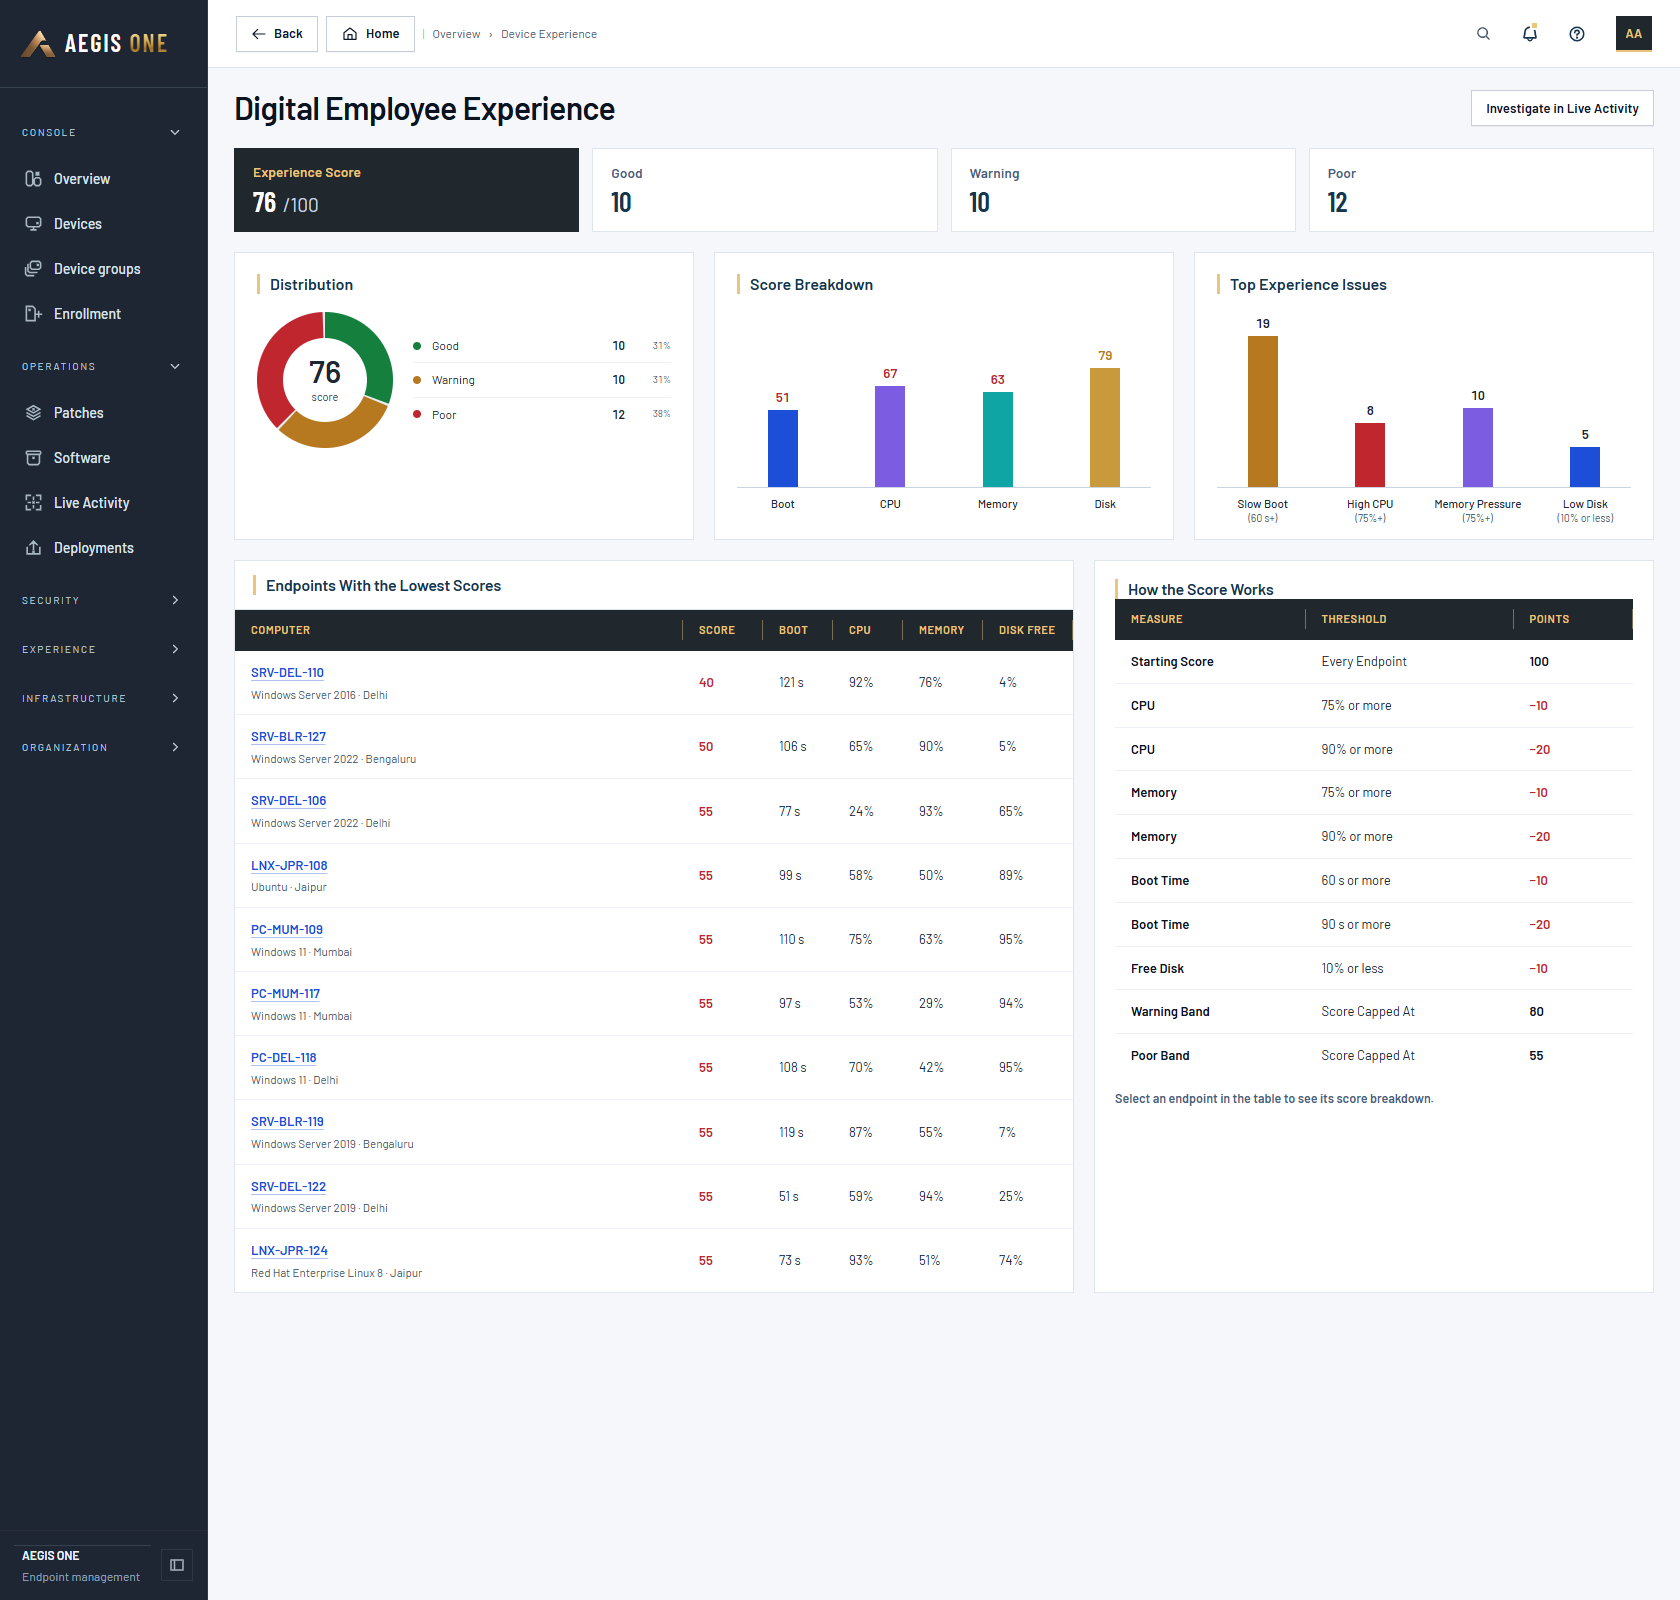 AEGIS ONE
Back
Home
Overview › Device Experience
AA
CONSOLE
Overview
Devices
Device groups
Enrollment
OPERATIONS
Patches
Software
Live Activity
Deployments
SECURITY
EXPERIENCE
INFRASTRUCTURE
ORGANIZATION
AEGIS ONE
Endpoint management
Digital Employee Experience
Investigate in Live Activity
Experience Score
76 /100
Good
10
Warning
10
Poor
12
Distribution
76
score
Good 10 31%
Warning 10 31%
Poor 12 38%
Score Breakdown
51 67 63 79
Boot CPU Memory Disk
Top Experience Issues
19 8 10 5
Slow Boot High CPU Memory Pressure Low Disk
(60 s+) (75%+) (75%+) (10% or less)
Endpoints With the Lowest Scores
COMPUTER SCORE BOOT CPU MEMORY DISK FREE
SRV-DEL-110 40 121 s 92% 76% 4%
Windows Server 2016 · Delhi
SRV-BLR-127 50 106 s 65% 90% 5%
Windows Server 2022 · Bengaluru
SRV-DEL-106 55 77 s 24% 93% 65%
Windows Server 2022 · Delhi
LNX-JPR-108 55 99 s 58% 50% 89%
Ubuntu · Jaipur
PC-MUM-109 55 110 s 75% 63% 95%
Windows 11 · Mumbai
PC-MUM-117 55 97 s 53% 29% 94%
Windows 11 · Mumbai
PC-DEL-118 55 108 s 70% 42% 95%
Windows 11 · Delhi
SRV-BLR-119 55 119 s 87% 55% 7%
Windows Server 2019 · Bengaluru
SRV-DEL-122 55 51 s 59% 94% 25%
Windows Server 2019 · Delhi
LNX-JPR-124 55 73 s 93% 51% 74%
Red Hat Enterprise Linux 8 · Jaipur
How the Score Works
MEASURE THRESHOLD POINTS
Starting Score Every Endpoint 100
CPU 75% or more −10
CPU 90% or more −20
Memory 75% or more −10
Memory 90% or more −20
Boot Time 60 s or more −10
Boot Time 90 s or more −20
Free Disk 10% or less −10
Warning Band Score Capped At 80
Poor Band Score Capped At 55
Select an endpoint in the table to see its score breakdown.